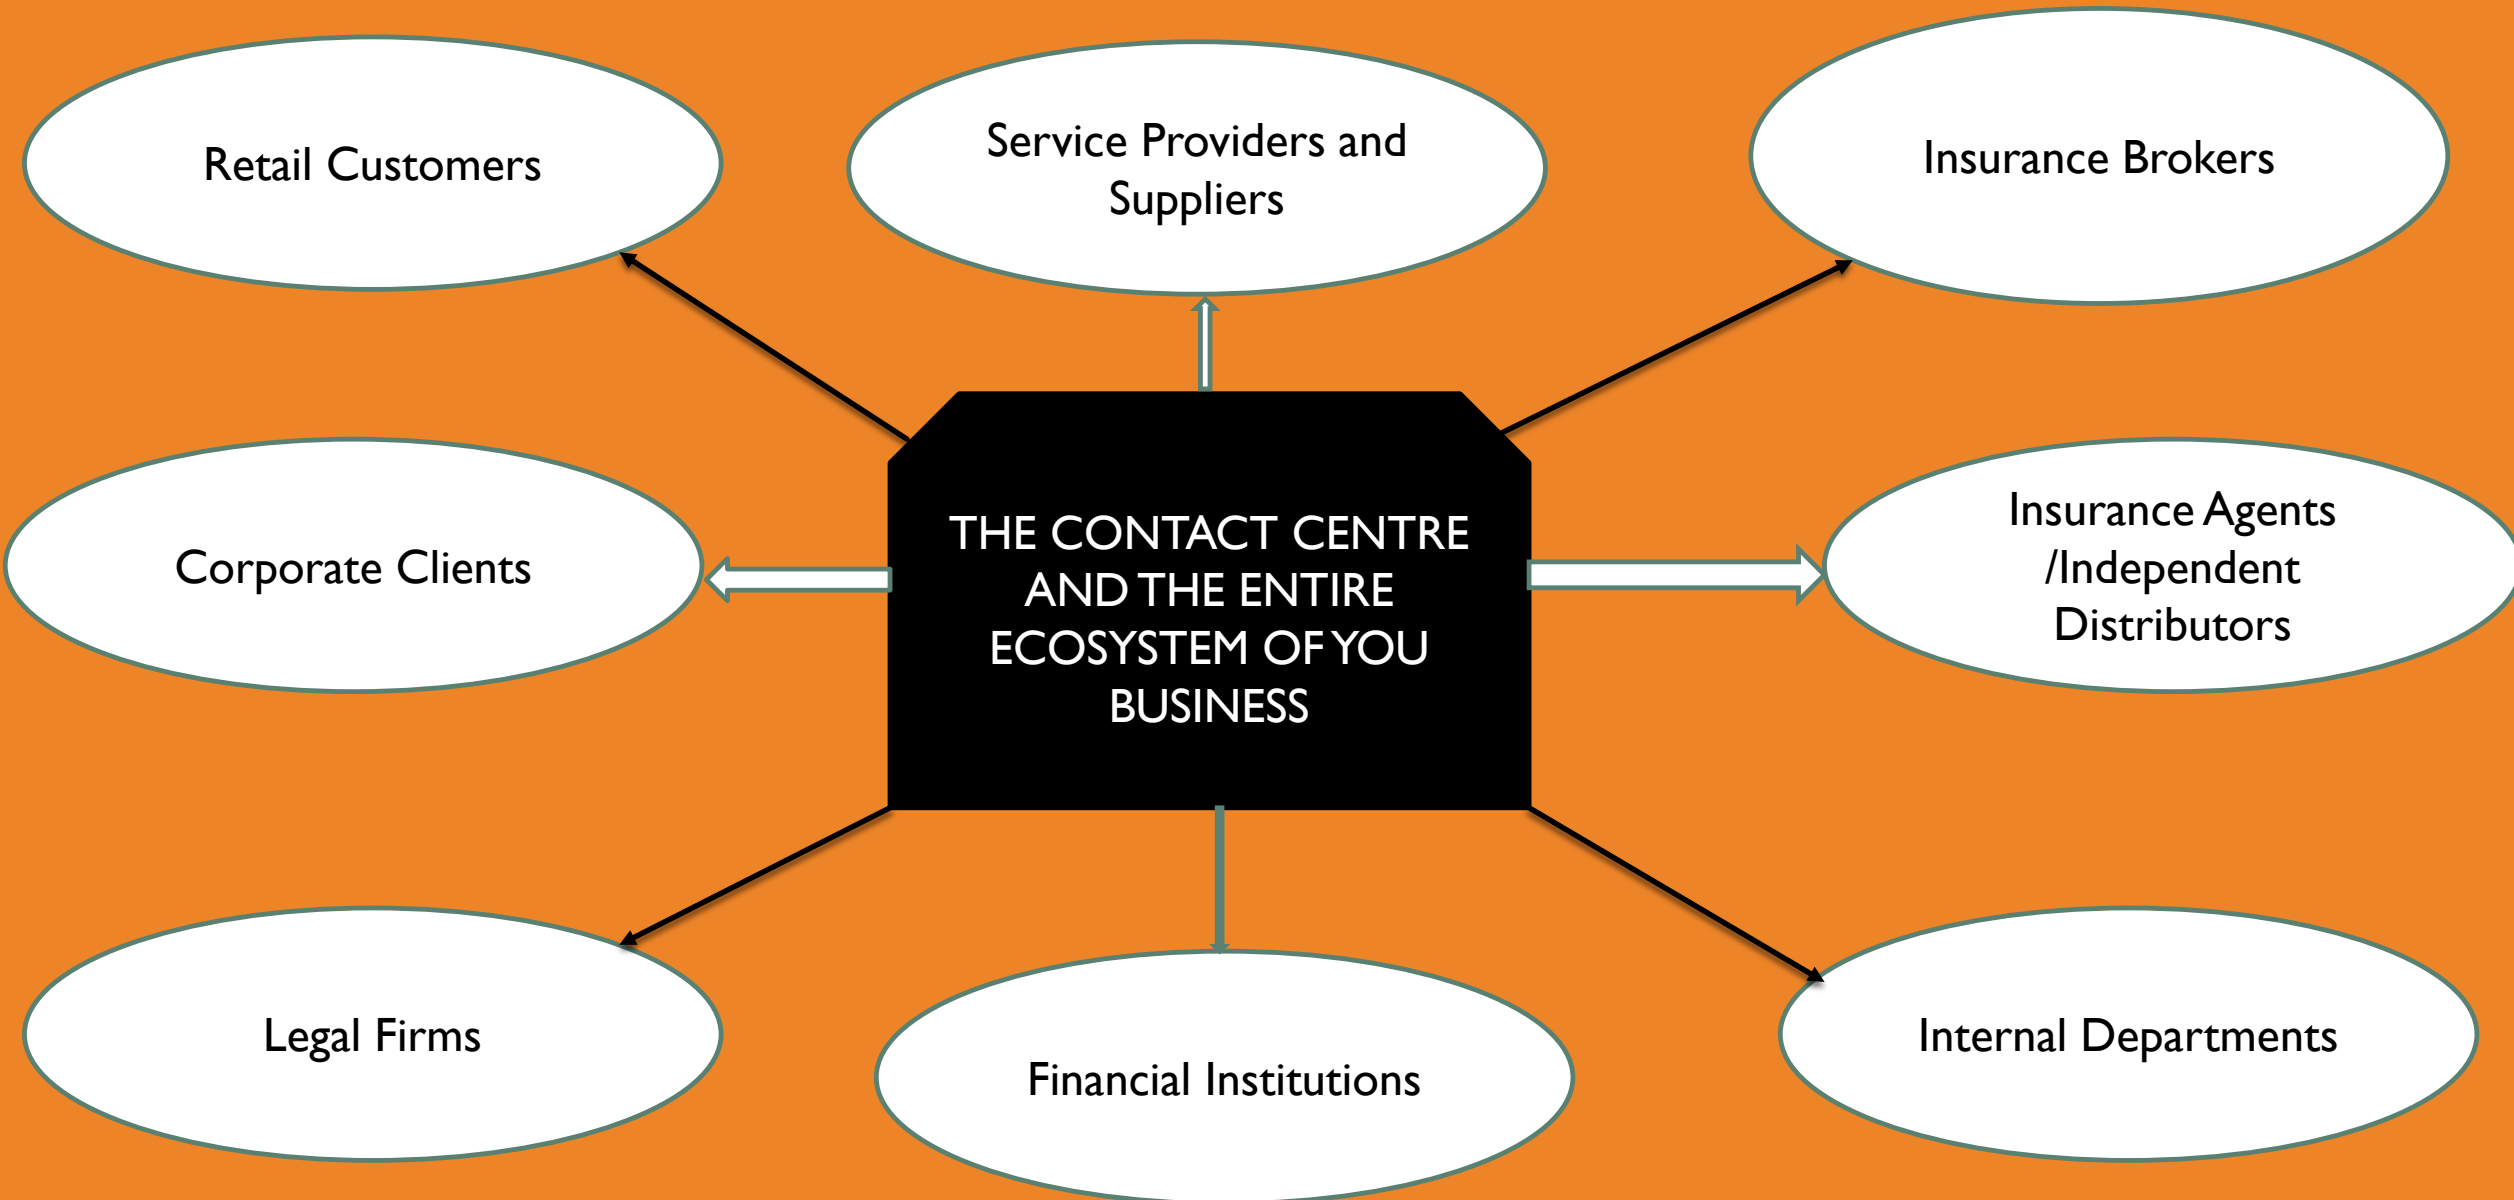 Retail Customers
Service Providers and
Suppliers
Insurance Brokers
Corporate Clients
THE CONTACT CENTRE
AND THE ENTIRE
ECOSYSTEM OF YOU
BUSINESS
Insurance Agents
/Independent
Distributors
Legal Firms
Financial Institutions
Internal Departments